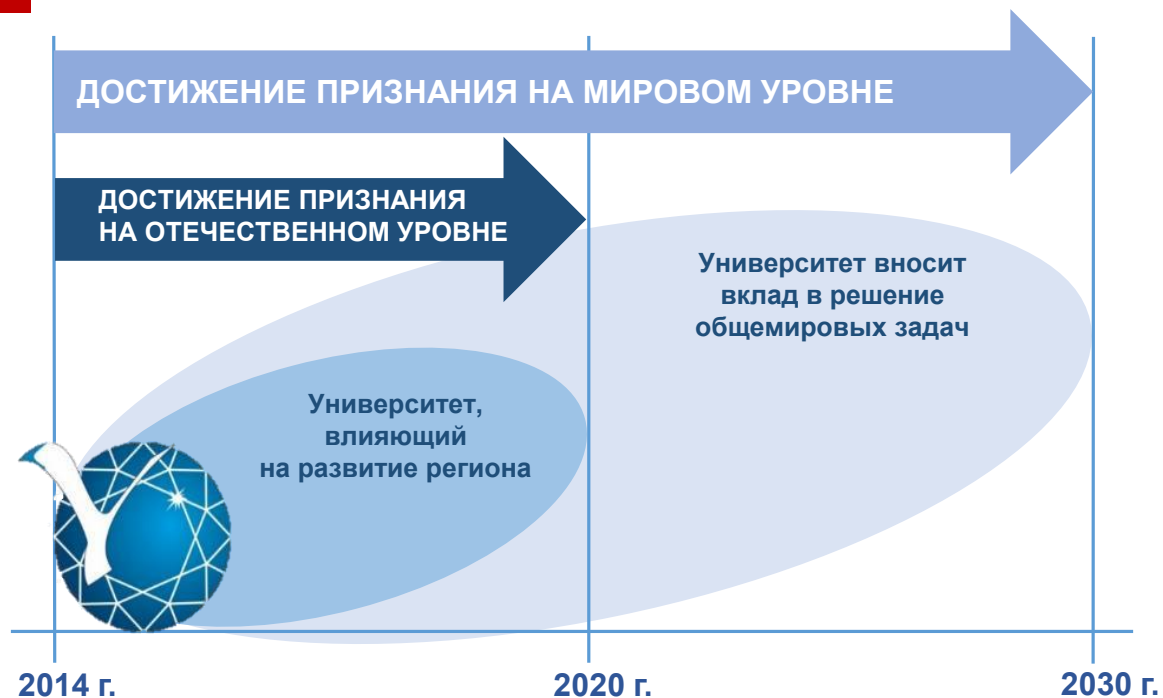 ДОСТИЖЕНИЕ ПРИЗНАНИЯ НА МИРОВОМ УРОВНЕ
ДОСТИЖЕНИЕ ПРИЗНАНИЯ
НА ОТЕЧЕСТВЕННОМ УРОВНЕ
Университет вносит
вклад в решение
общемировых задач
Университет,
влияющий
на развитие региона
2014 г.
2020 г.
2030 г.